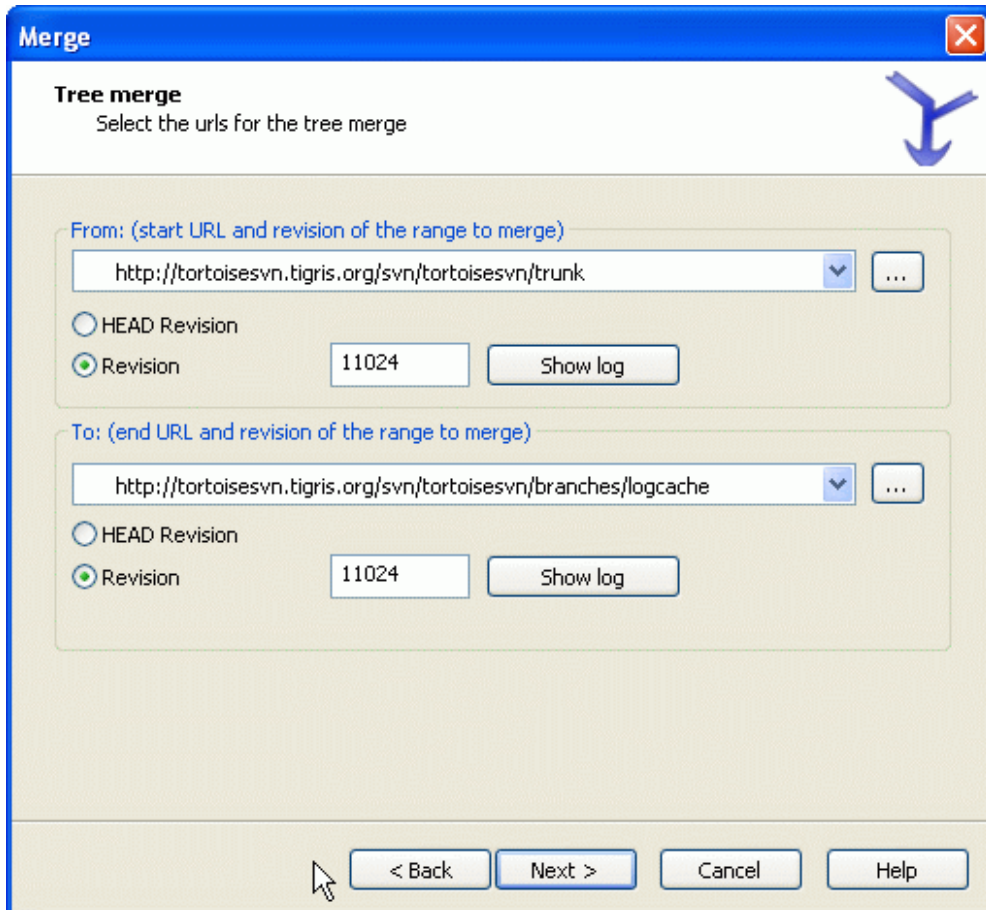 Merge
Tree merge
Select the urls for the tree merge
From: (start URL and revision of the range to merge)
http://tortoisesvn.tigris.org/svn/tortoisesvn/trunk
...
HEAD Revision
Revision 11024 Show log
To: (end URL and revision of the range to merge)
http://tortoisesvn.tigris.org/svn/tortoisesvn/branches/logcache
...
HEAD Revision
Revision 11024 Show log
< Back Next > Cancel Help